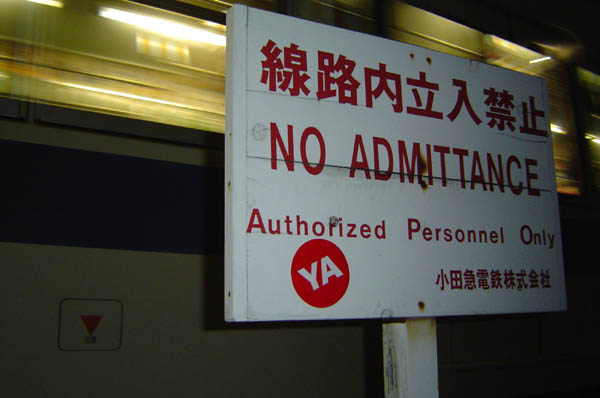 線路内立入禁止
NO ADMITTANCE
Authorized Personnel Only
YA
小田急電鉄株式会社